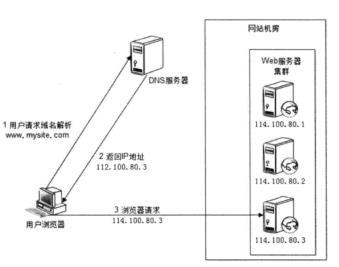 网站机房
Web服务器
集群
DNS服务器
114.100.80.1
1 用户请求域名解析
www.mysite.com
2 返回IP地址
112.100.80.3
114.100.80.2
3 浏览器请求
114.100.80.3
用户浏览器
114.100.80.3